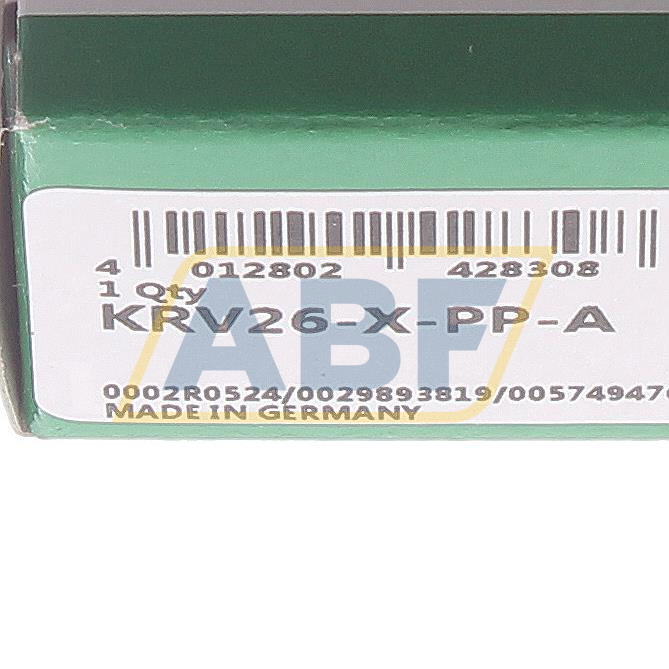 4 012802 428308
1 Qty
KRV26-X-PP-A
0002R0524/0029893819/00574947
MADE IN GERMANY
ABF